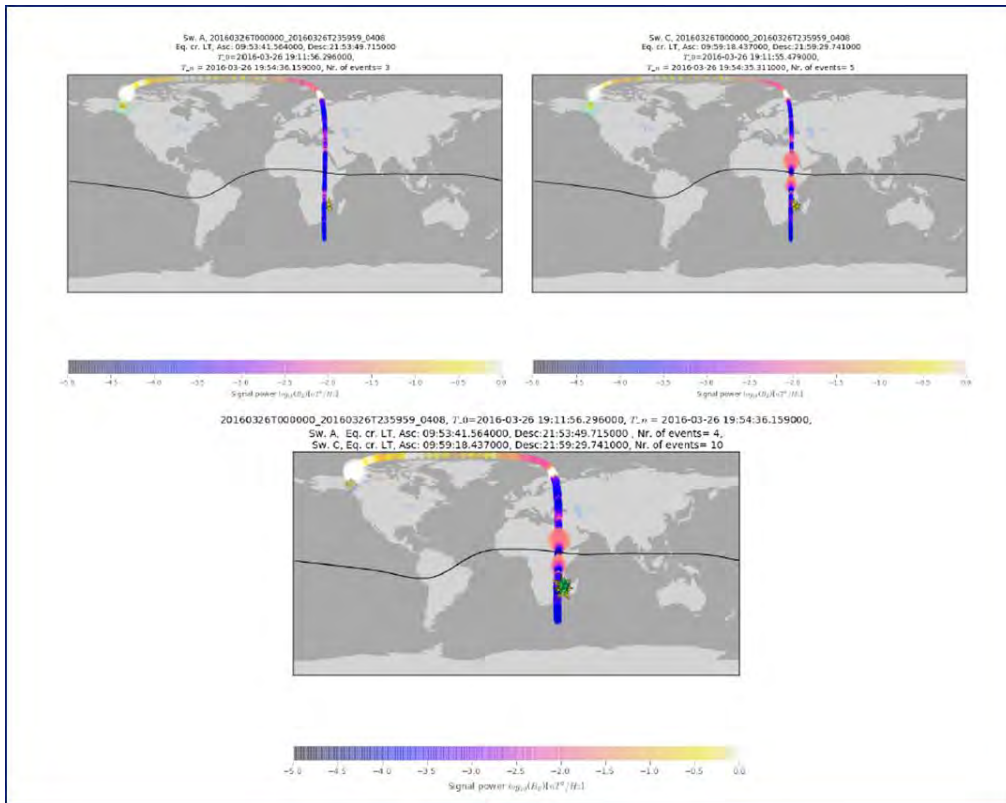 Sw. A, 20160326T000000_20160326T235959_0408
Eq. cr. LT, Asc: 09:53:41.564000, Desc:21:53:49.715000
T_0=2016-03-26 19:11:56.296000,
T_n = 2016-03-26 19:54:36.159000, Nr. of events= 3
−5.0 −4.5 −4.0 −3.5 −3.0 −2.5 −2.0 −1.5 −1.0 −0.5 0.0
Signal power
Sw. C, 20160326T000000_20160326T235959_0408
Eq. cr. LT, Asc: 09:59:18.437000, Desc:21:59:29.741000
T_0=2016-03-26 19:11:55.479000,
T_n = 2016-03-26 19:54:35.311000, Nr. of events= 5
−5.0 −4.5 −4.0 −3.5 −3.0 −2.5 −2.0 −1.5 −1.0 −0.5 0.0
Signal power
20160326T000000_20160326T235959_0408, T_0=2016-03-26 19:11:56.296000, T_n = 2016-03-26 19:54:36.159000,
Sw. A, Eq. cr. LT, Asc: 09:53:41.564000, Desc:21:53:49.715000 , Nr. of events= 4,
Sw. C, Eq. cr. LT, Asc: 09:59:18.437000, Desc:21:59:29.741000 , Nr. of events= 10
−5.0 −4.5 −4.0 −3.5 −3.0 −2.5 −2.0 −1.5 −1.0 −0.5 0.0
Signal power